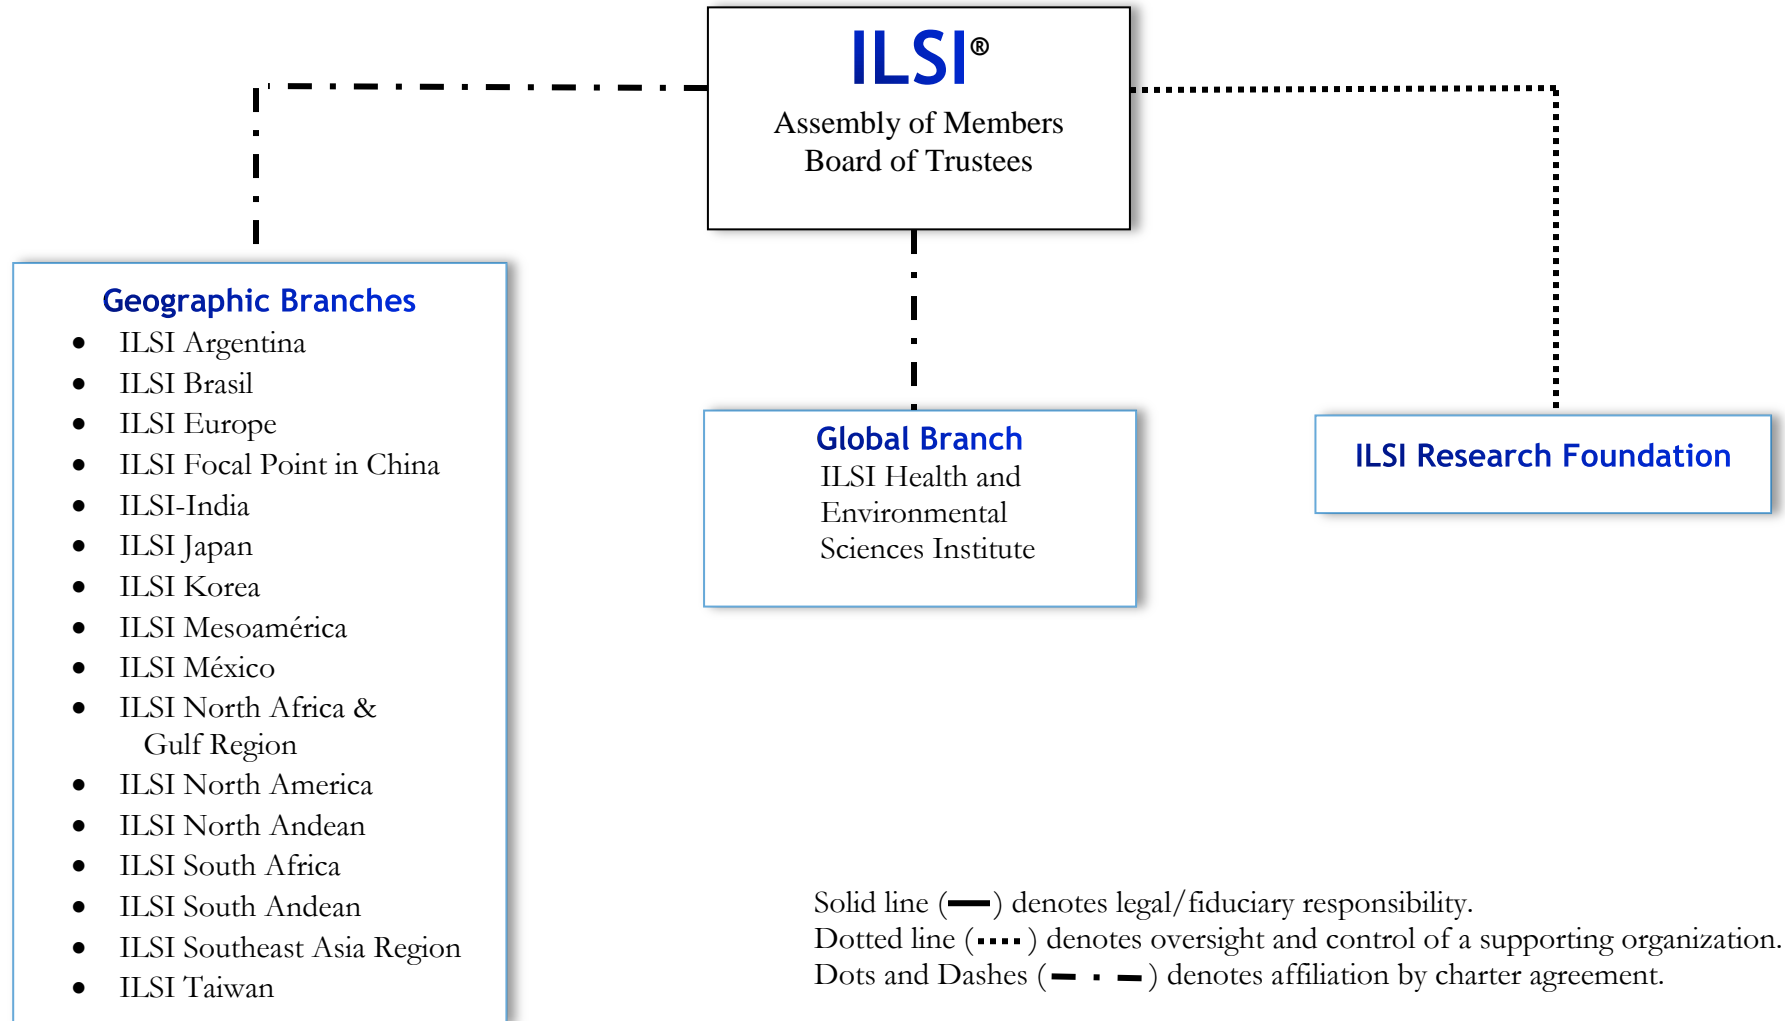 ILSI®
Assembly of Members
Board of Trustees
Geographic Branches
• ILSI Argentina
• ILSI Brasil
• ILSI Europe
• ILSI Focal Point in China
• ILSI-India
• ILSI Japan
• ILSI Korea
• ILSI Mesoamérica
• ILSI México
• ILSI North Africa &
Gulf Region
• ILSI North America
• ILSI North Andean
• ILSI South Africa
• ILSI South Andean
• ILSI Southeast Asia Region
• ILSI Taiwan
Global Branch
ILSI Health and
Environmental
Sciences Institute
ILSI Research Foundation
Solid line (—) denotes legal/fiduciary responsibility.
Dotted line (····) denotes oversight and control of a supporting organization.
Dots and Dashes (— · —) denotes affiliation by charter agreement.